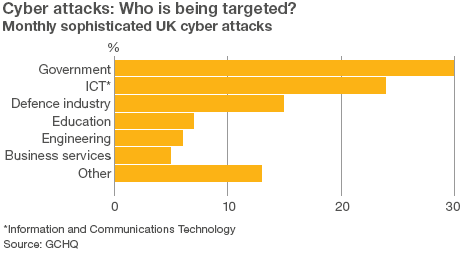 Cyber attacks: Who is being targeted?
Monthly sophisticated UK cyber attacks
%
Government
ICT*
Defence industry
Education
Engineering
Business services
Other
0 10 20 30
*Information and Communications Technology
Source: GCHQ